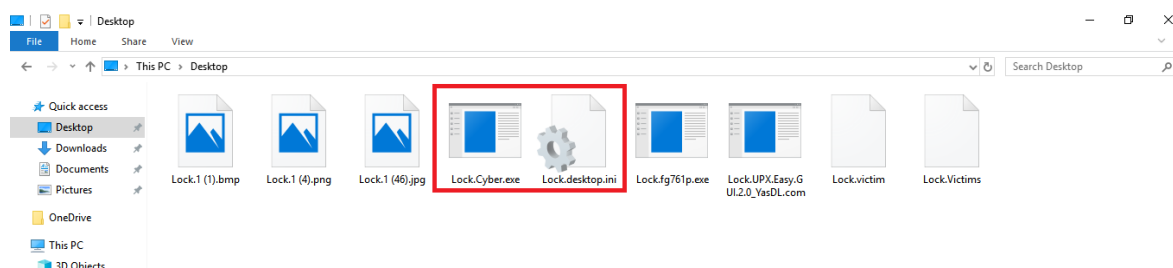 Desktop
File Home Share View
This PC > Desktop
Search Desktop
Quick access
Desktop
Downloads
Documents
Pictures
OneDrive
This PC
3D Objects
Lock.1 (1).bmp
Lock.1 (4).png
Lock.1 (46).jpg
Lock.Cyber.exe
Lock.desktop.ini
Lock.fg761p.exe
Lock.UPX.Easy.G
UI.2.0_YasDL.com
Lock.victim
Lock.Victims